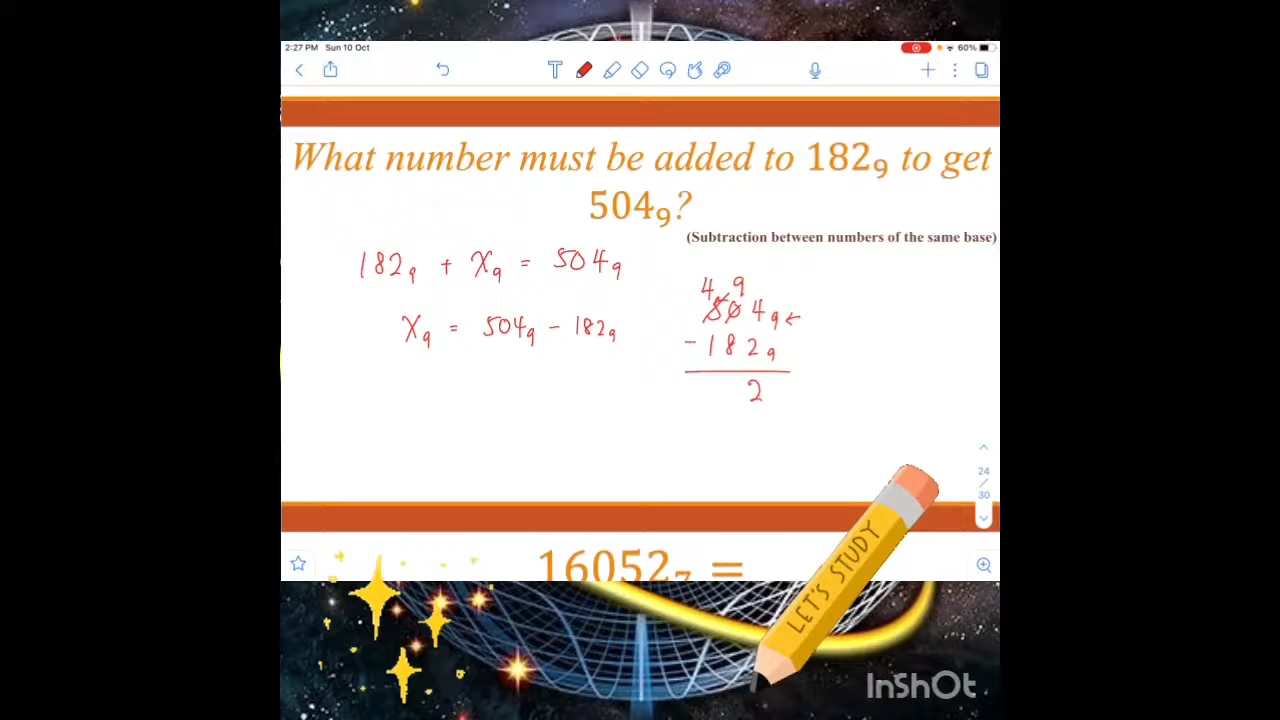 2:27 PM Sun 10 Oct
60%
What number must be added to 182₉ to get
504₉?
(Subtraction between numbers of the same base)
182₉ + X₉ = 504₉
X₉ = 504₉ - 182₉
4 9
504₉ ←
- 182₉
2
24
/
30
16052₇ =
LET'S STUDY
InShOt